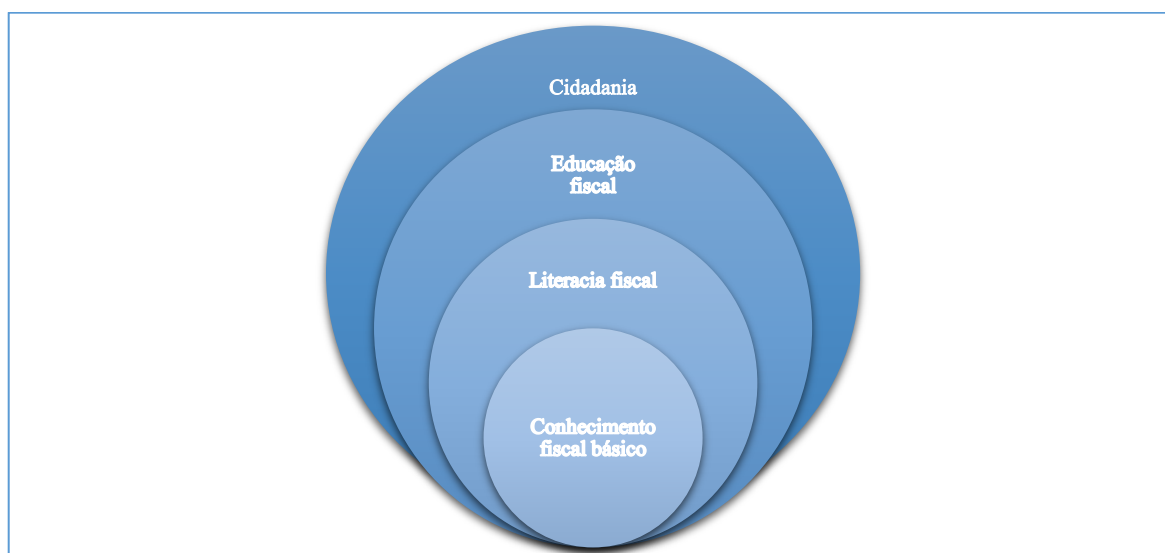 Cidadania
Educação
fiscal
Literacia fiscal
Conhecimento
fiscal básico